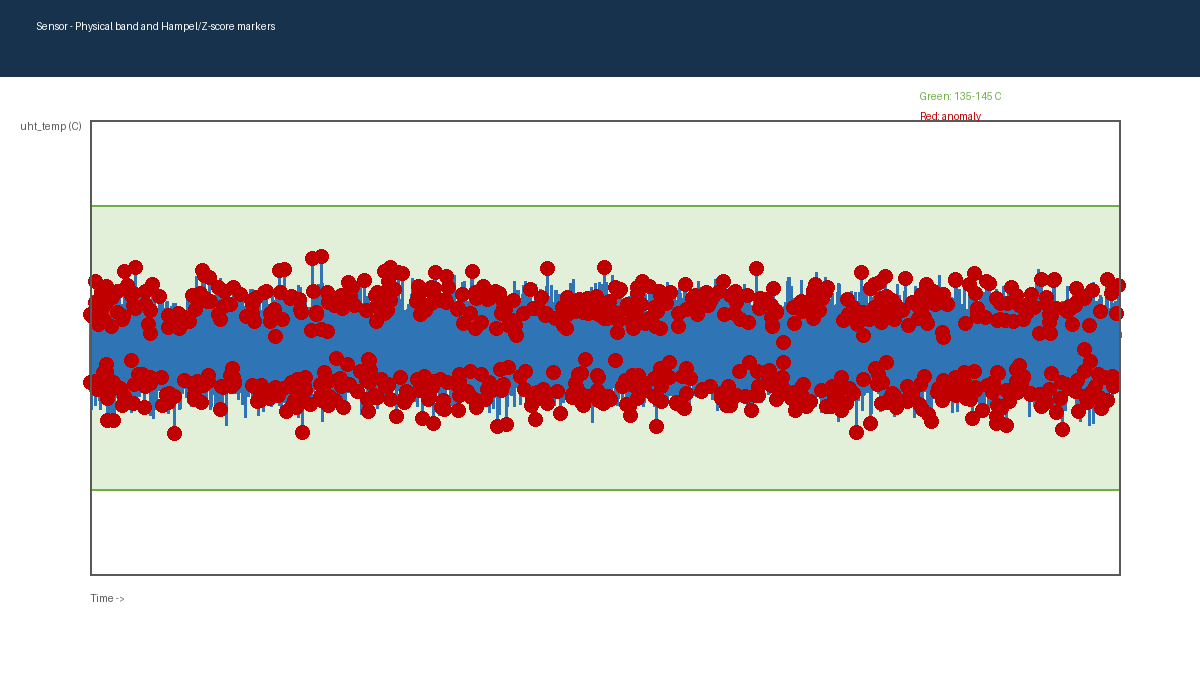 Sensor - Physical band and Hampel/Z-score markers
Green: 135-145 C
Red: anomaly
uht_temp (C)
Time ->